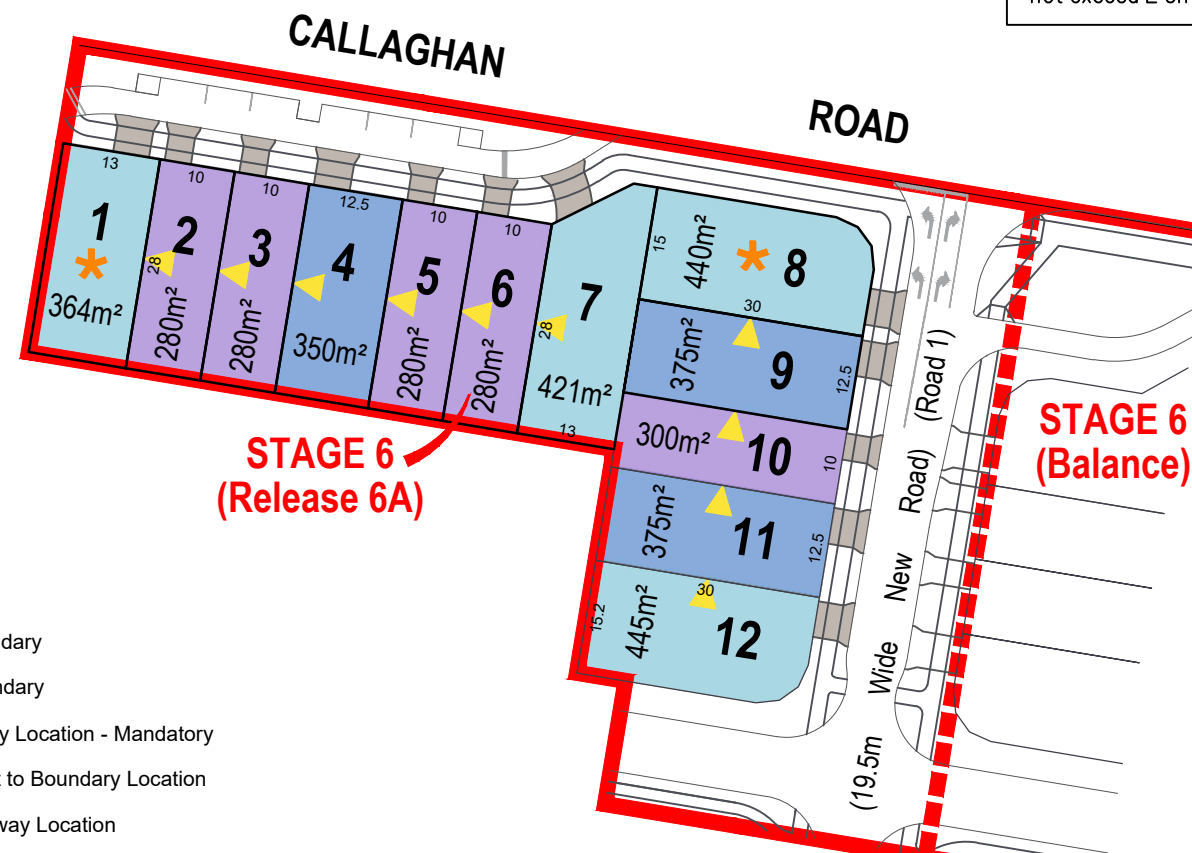 not exceed 2
CALLAGHAN
ROAD
13
10
10
12.5
10
10
1
364m²
2
28
280m²
3
280m²
4
350m²
5
280m²
6
280m²
7
28
421m²
13
15
440m²
8
30
375m²
9
12.5
300m²
10
10
375m²
11
12.5
30
15.2
445m²
12
STAGE 6
(Release 6A)
STAGE 6
(Balance)
(19.5m Wide New Road) (Road 1)
dary
ndary
y Location - Mandatory
t to Boundary Location
way Location